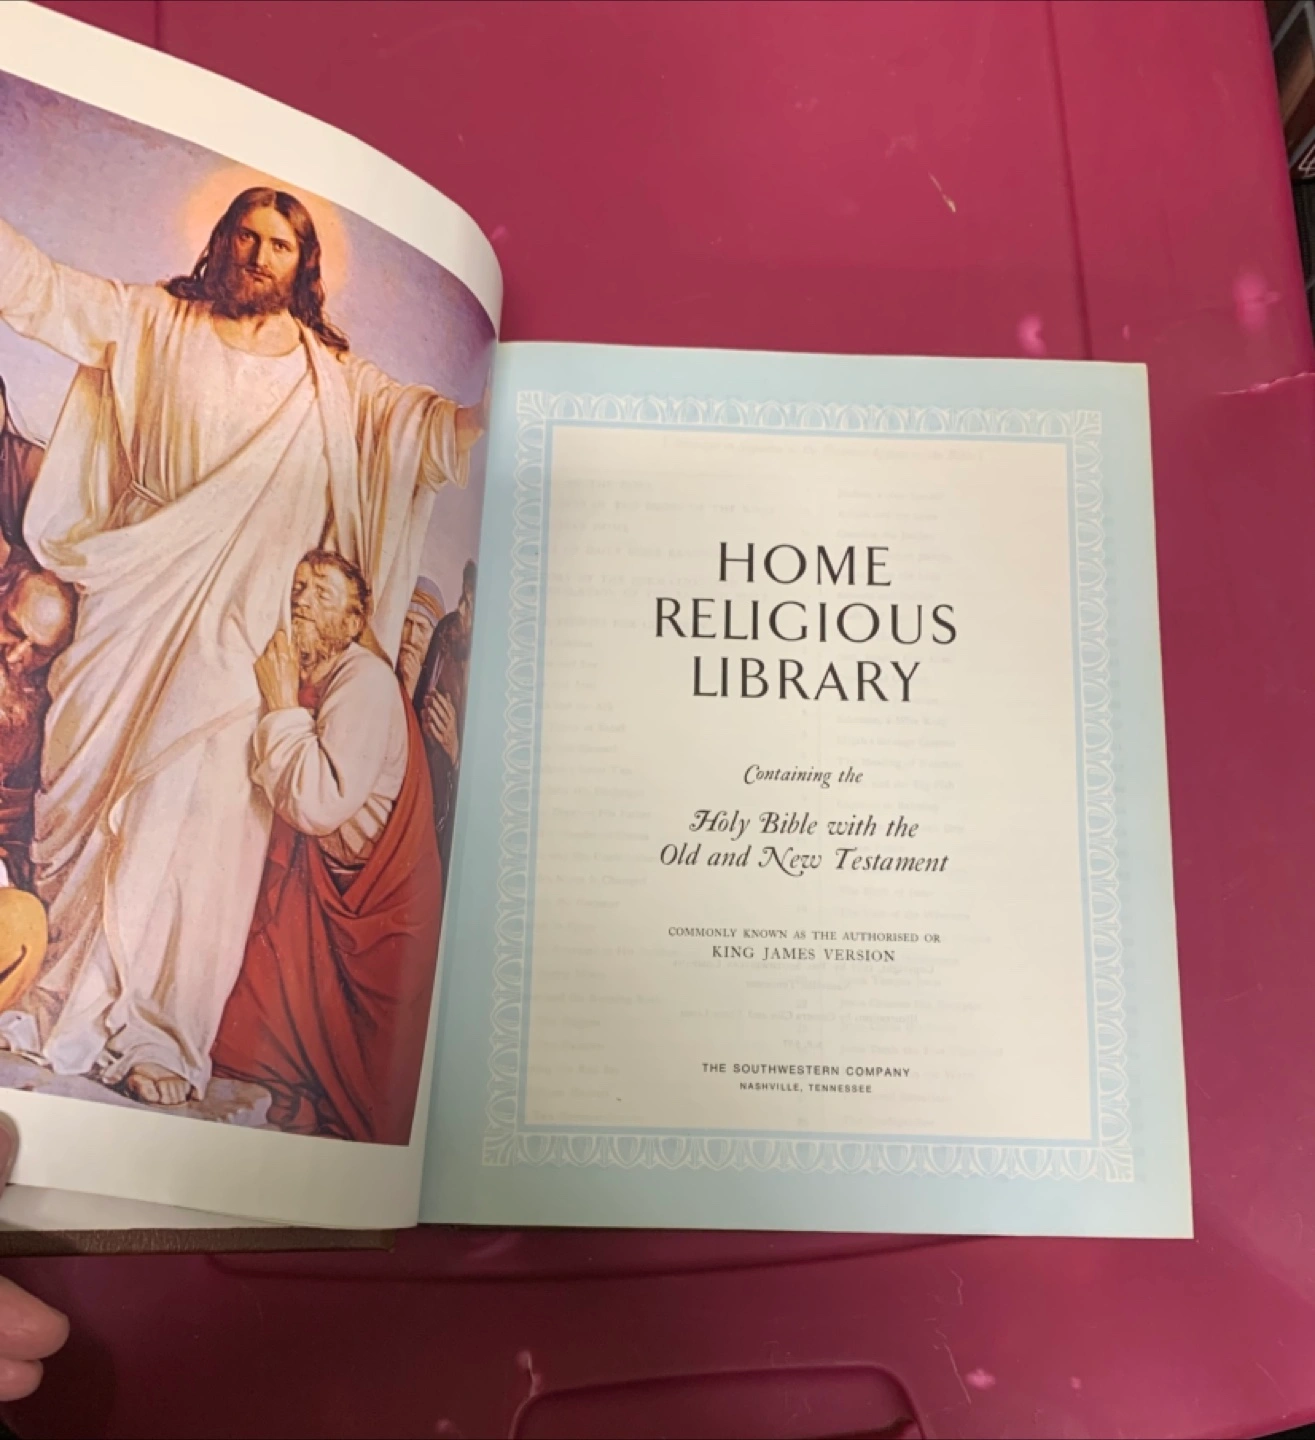 HOME
RELIGIOUS
LIBRARY
Containing the
Holy Bible with the
Old and New Testament
COMMONLY KNOWN AS THE AUTHORISED OR
KING JAMES VERSION
THE SOUTHWESTERN COMPANY
NASHVILLE, TENNESSEE